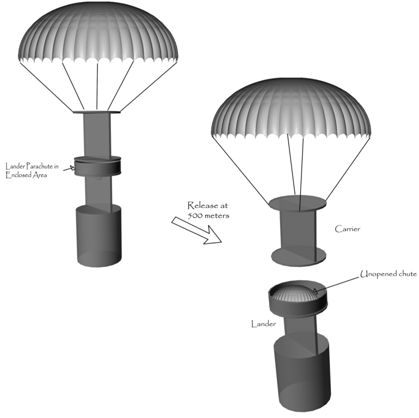 Lander Parachute in
Enclosed Area
Release at
500 meters
Carrier
Unopened chute
Lander